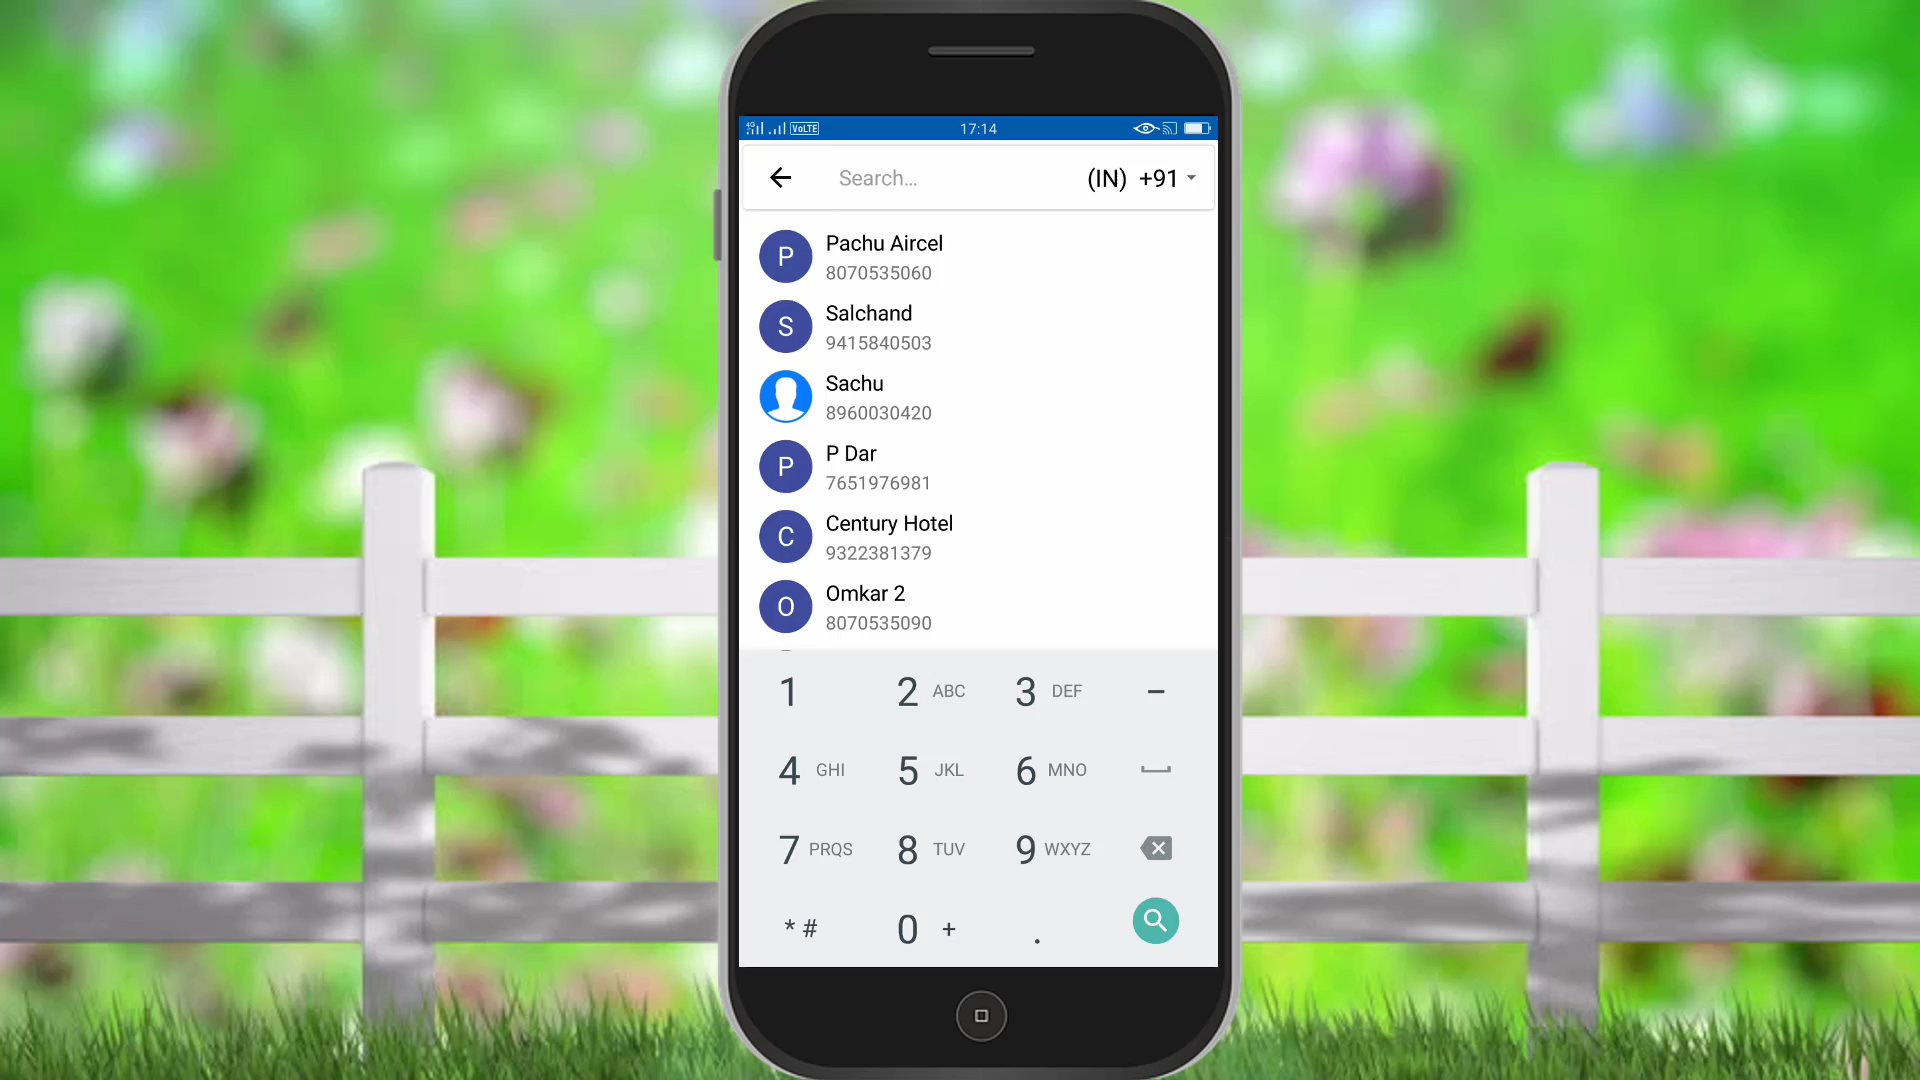 4G VoLTE 17:14
Search... (IN) +91
P Pachu Aircel
8070535060
S Salchand
9415840503
Sachu
8960030420
P P Dar
7651976981
C Century Hotel
9322381379
O Omkar 2
8070535090
1 2 ABC 3 DEF -
4 GHI 5 JKL 6 MNO
7 PRQS 8 TUV 9 WXYZ
* # 0 + .